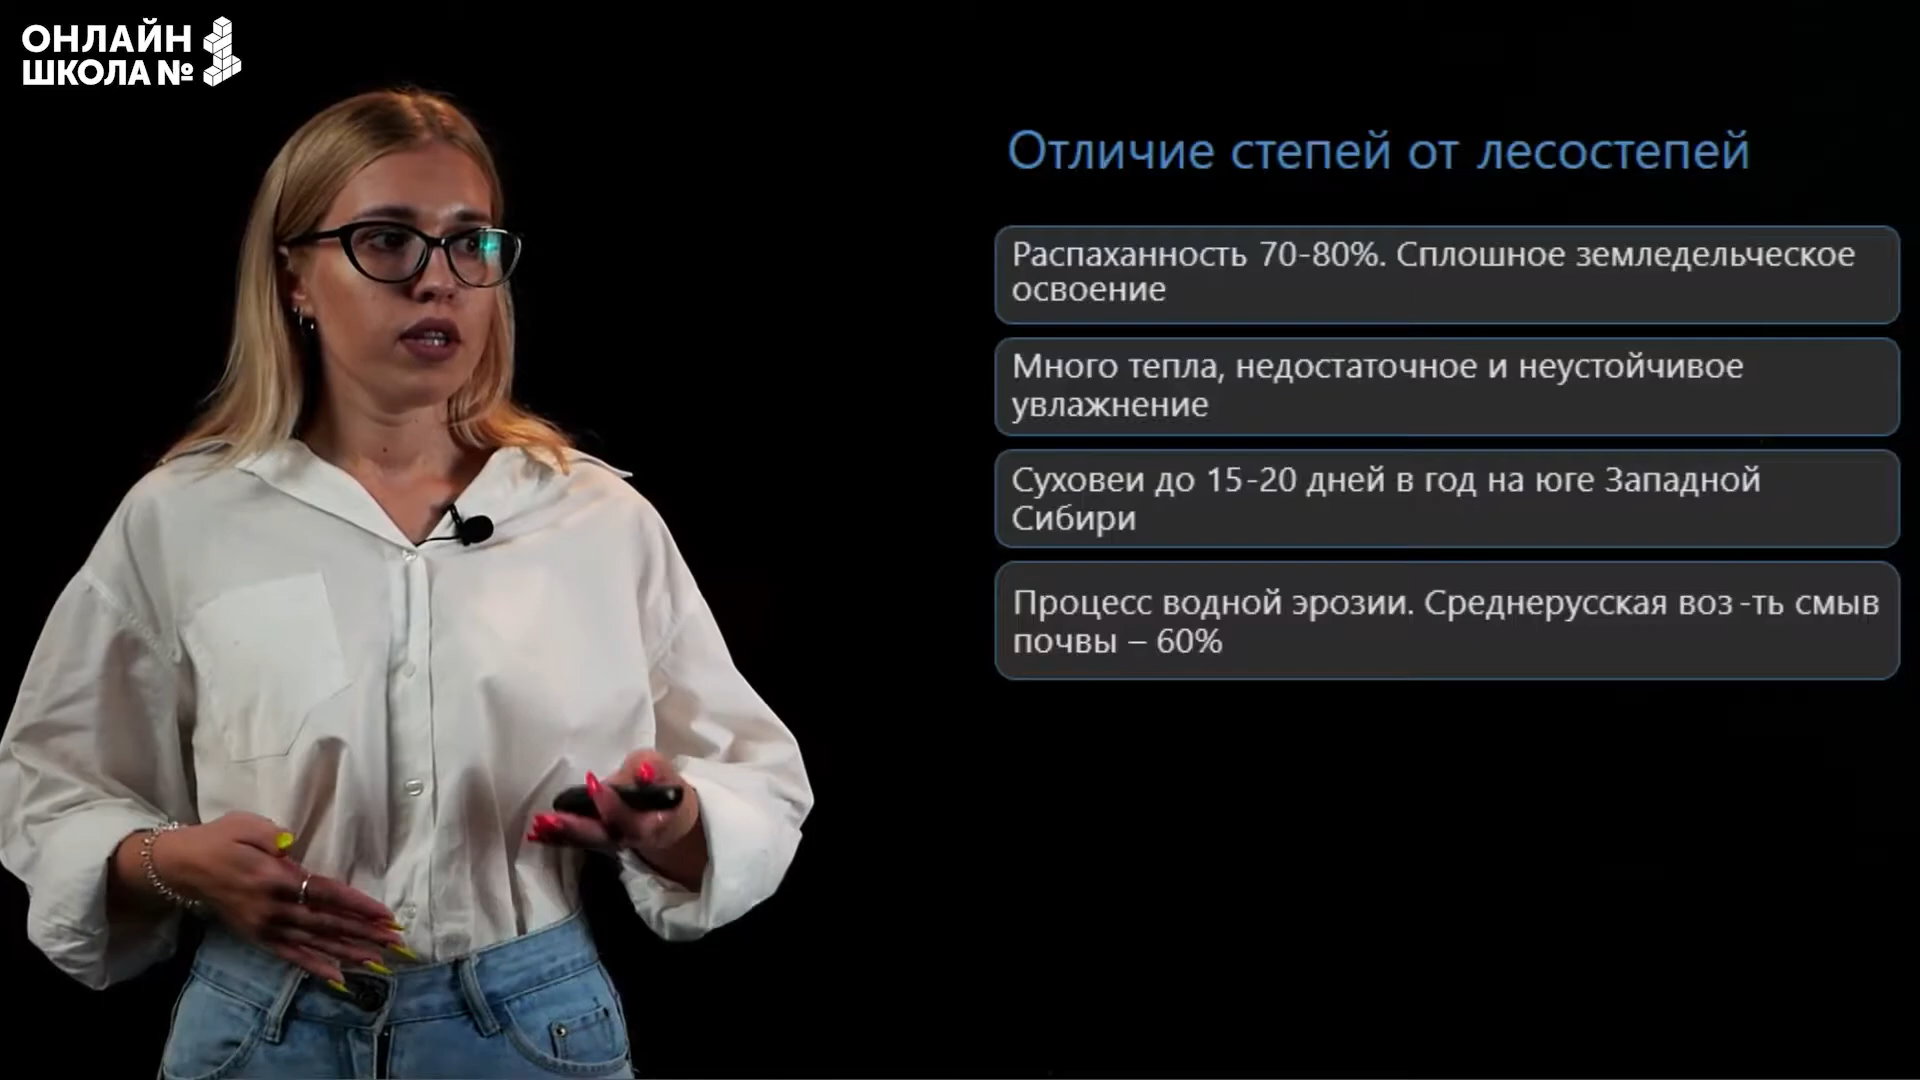 ОНЛАЙН
ШКОЛА №1
Отличие степей от лесостепей
Распаханность 70-80%. Сплошное земледельческое
освоение
Много тепла, недостаточное и неустойчивое
увлажнение
Суховеи до 15-20 дней в год на юге Западной
Сибири
Процесс водной эрозии. Среднерусская воз-ть смыв
почвы – 60%